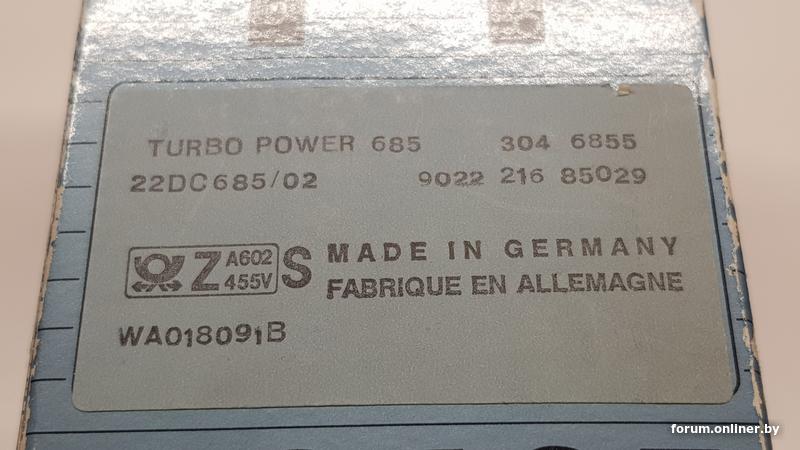 TURBO POWER 685 304 6855
22DC685/02 9022 216 85029
Z A602 455V S MADE IN GERMANY
FABRIQUE EN ALLEMAGNE
WA018091B
forum.onliner.by